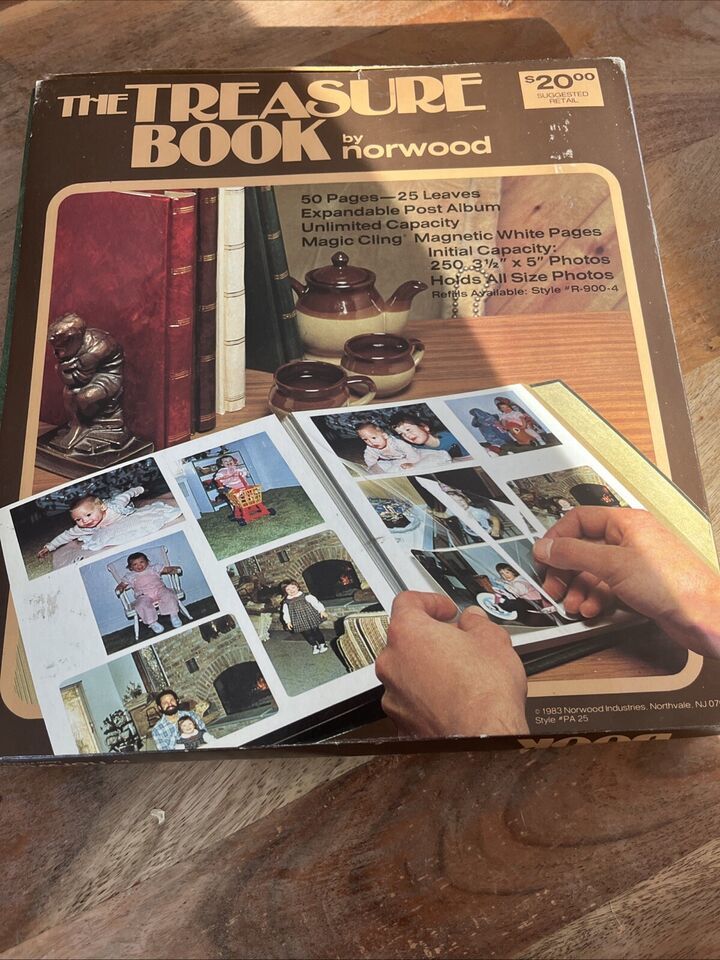 THE TREASURE
BOOK by norwood
$20.00
SUGGESTED
RETAIL
50 Pages—25 Leaves
Expandable Post Album
Unlimited Capacity
Magic Cling® Magnetic White Pages
Initial Capacity:
250 3½" x 5" Photos
Holds All Size Photos
Refills Available: Style #R-900-4
© 1983 Norwood Industries, Northvale, NJ
Style #PA 25
BOOK